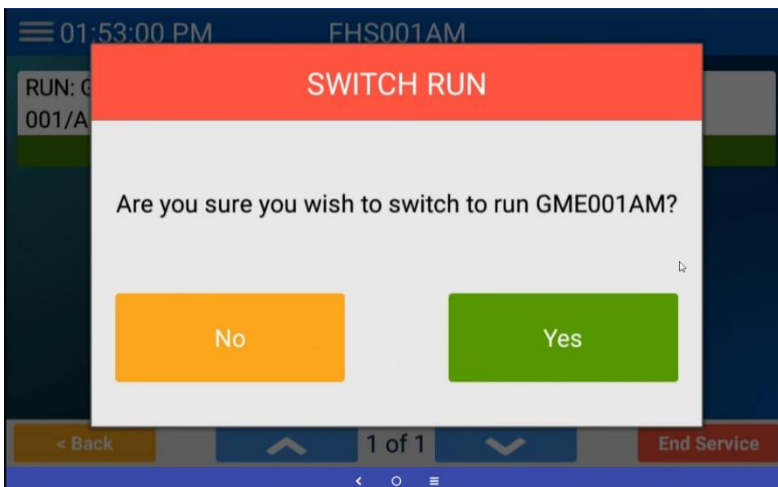 01:53:00 PM FHS001AM
SWITCH RUN
RUN: G
001/A
Are you sure you wish to switch to run GME001AM?
No Yes
< Back 1 of 1 End Service